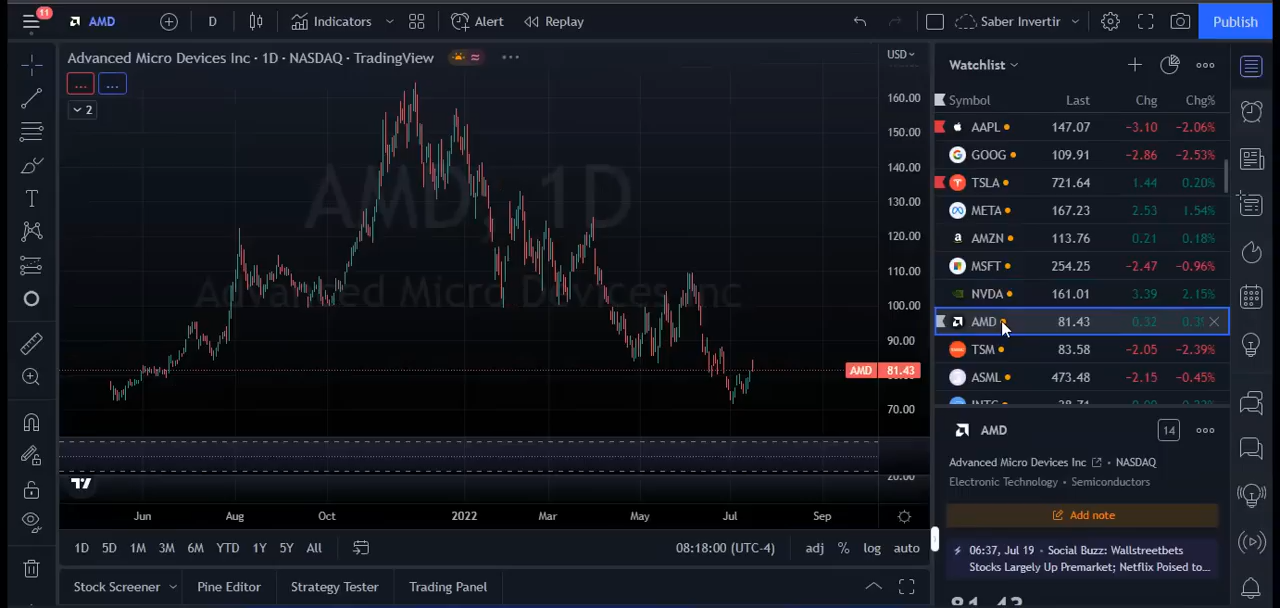 11
AMD
D
Indicators
Alert
Replay
Saber Invertir
Publish
Advanced Micro Devices Inc · 1D · NASDAQ · TradingView
USD
2
AMD, 1D
Advanced Micro Devices Inc
160.00
150.00
140.00
130.00
120.00
110.00
100.00
90.00
AMD 81.43
70.00
20.00
Jun Aug Oct 2022 Mar May Jul Sep
1D 5D 1M 3M 6M YTD 1Y 5Y All
08:18:00 (UTC-4)
adj % log auto
Stock Screener Pine Editor Strategy Tester Trading Panel
Watchlist
Symbol Last Chg Chg%
AAPL 147.07 −3.10 −2.06%
GOOG 109.91 −2.86 −2.53%
TSLA 721.64 1.44 0.20%
META 167.23 2.53 1.54%
AMZN 113.76 0.21 0.18%
MSFT 254.25 −2.47 −0.96%
NVDA 161.01 3.39 2.15%
AMD 81.43 0.32
TSM 83.58 −2.05 −2.39%
ASML 473.48 −2.15 −0.45%
AMD
14
Advanced Micro Devices Inc • NASDAQ
Electronic Technology • Semiconductors
Add note
06:37, Jul 19 • Social Buzz: Wallstreetbets
Stocks Largely Up Premarket; Netflix Poised to...